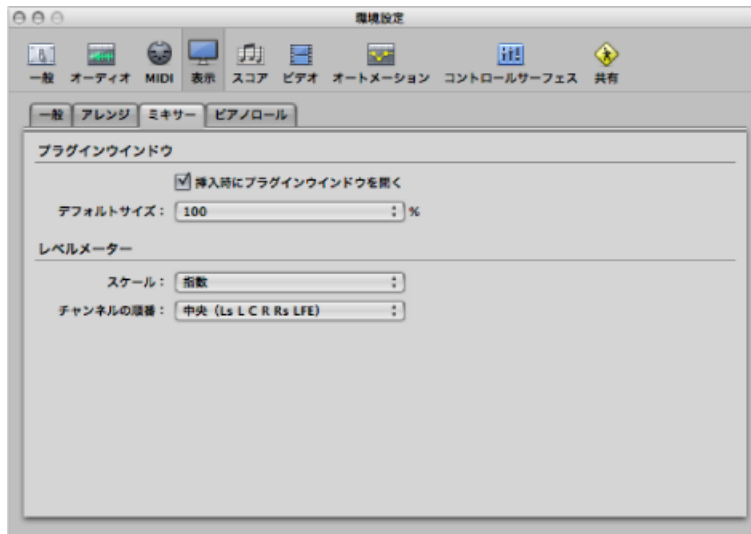 環境設定
一般 オーディオ MIDI 表示 スコア ビデオ オートメーション コントロールサーフェス 共有
一般 アレンジ ミキサー ピアノロール
プラグインウインドウ
挿入時にプラグインウインドウを開く
デフォルトサイズ： 100 %
レベルメーター
スケール： 指数
チャンネルの順番： 中央（Ls L C R Rs LFE）